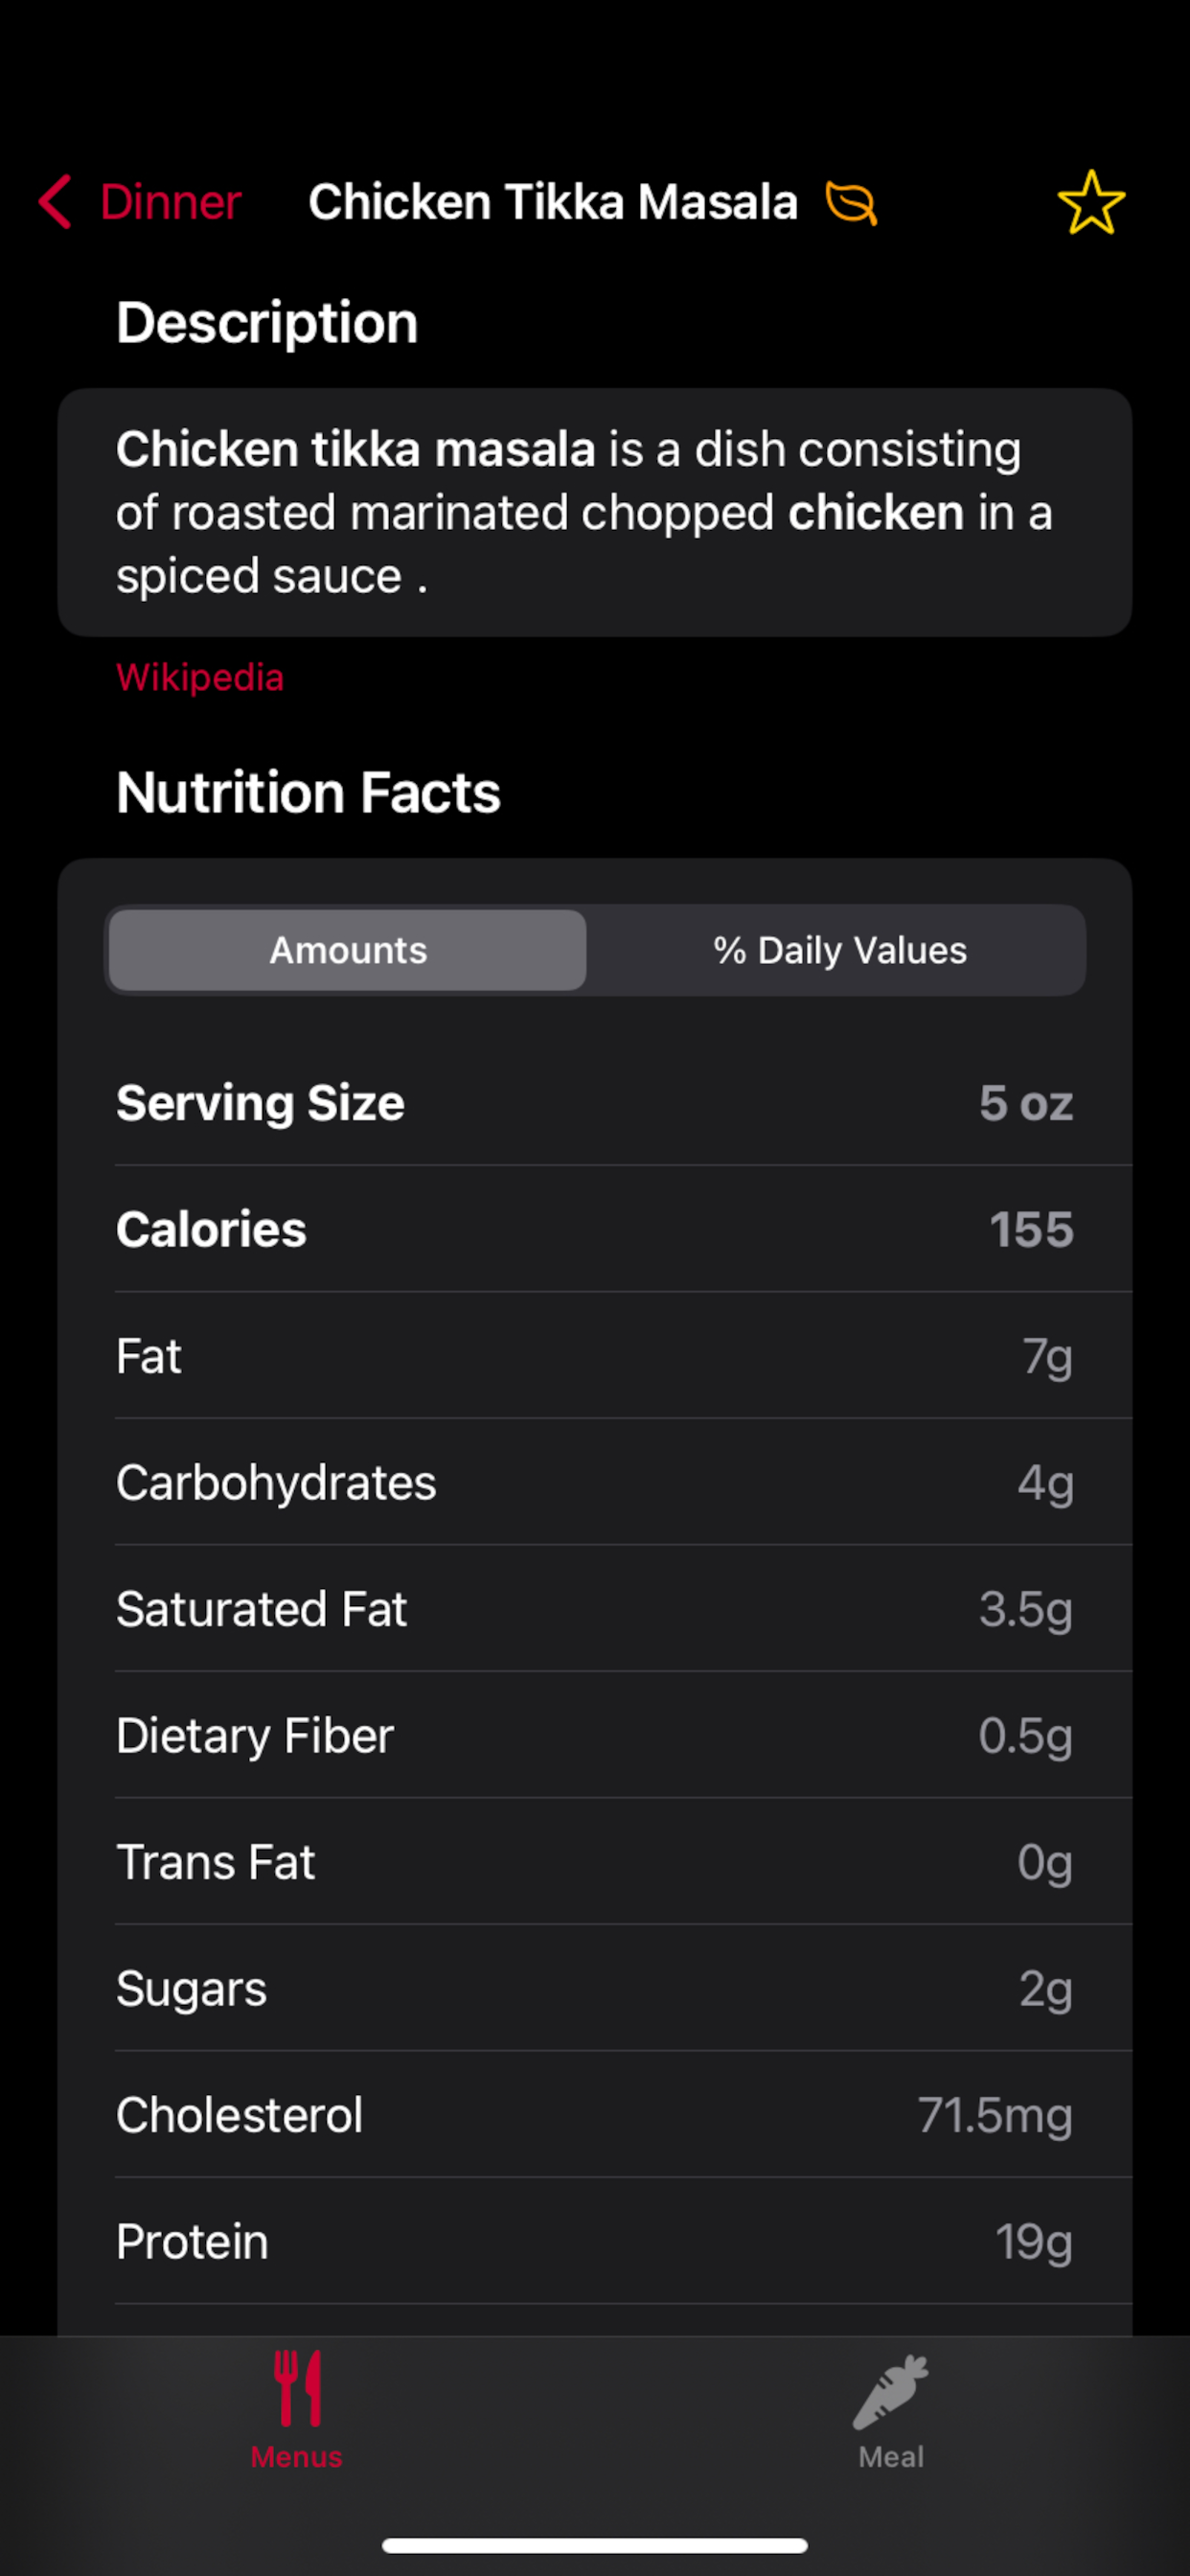 Dinner
Chicken Tikka Masala
Description
Chicken tikka masala is a dish consisting
of roasted marinated chopped chicken in a
spiced sauce .
Wikipedia
Nutrition Facts
Amounts
% Daily Values
Serving Size 5 oz
Calories 155
Fat 7g
Carbohydrates 4g
Saturated Fat 3.5g
Dietary Fiber 0.5g
Trans Fat 0g
Sugars 2g
Cholesterol 71.5mg
Protein 19g
Menus
Meal